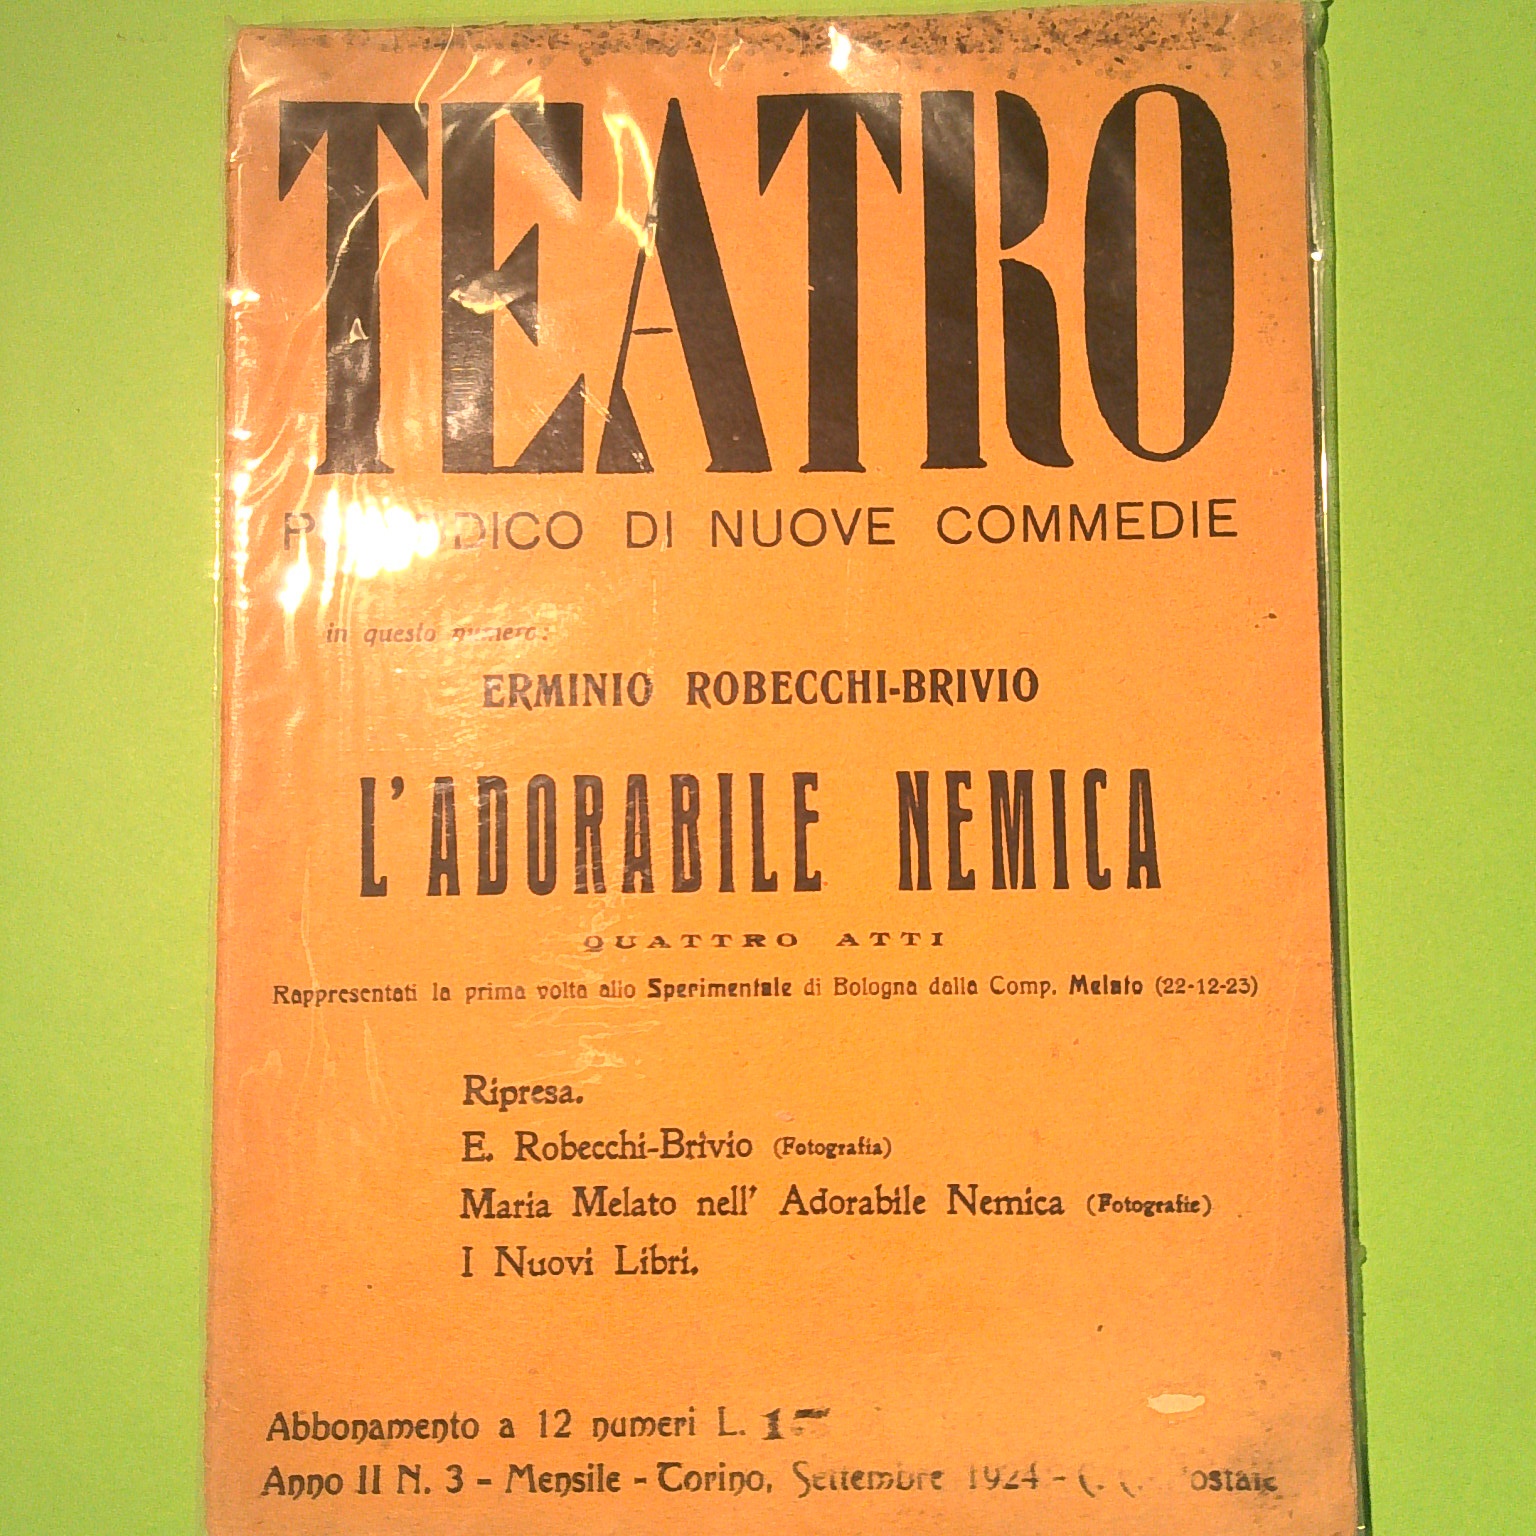 TEATRO
PERIODICO DI NUOVE COMMEDIE
in questo numero:
ERMINIO ROBECCHI-BRIVIO
L'ADORABILE NEMICA
QUATTRO ATTI
Rappresentati la prima volta allo Sperimentale di Bologna dalla Comp. Melato (22-12-23)
Ripresa.
E. Robecchi-Brivio (Fotografia)
Maria Melato nell' Adorabile Nemica (Fotografie)
I Nuovi Libri.
Abbonamento a 12 numeri L.
Anno II N. 3 - Mensile - Torino, Settembre 1924 -